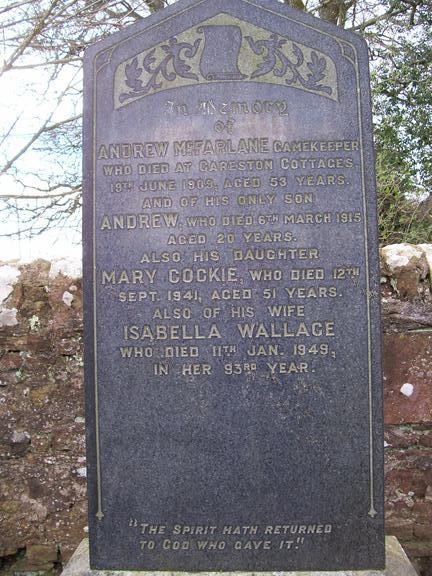 In Memory
of
ANDREW McFARLANE GAMEKEEPER
WHO DIED AT CARESTON COTTAGES
19TH JUNE 1909, AGED 53 YEARS.
AND OF HIS ONLY SON
ANDREW, WHO DIED 6TH MARCH 1915
AGED 20 YEARS.
ALSO HIS DAUGHTER
MARY COCKIE, WHO DIED 12TH
SEPT. 1941, AGED 51 YEARS.
ALSO OF HIS WIFE
ISABELLA WALLACE
WHO DIED 11TH JAN. 1949,
IN HER 93RD YEAR.
"THE SPIRIT HATH RETURNED
TO GOD WHO GAVE IT."